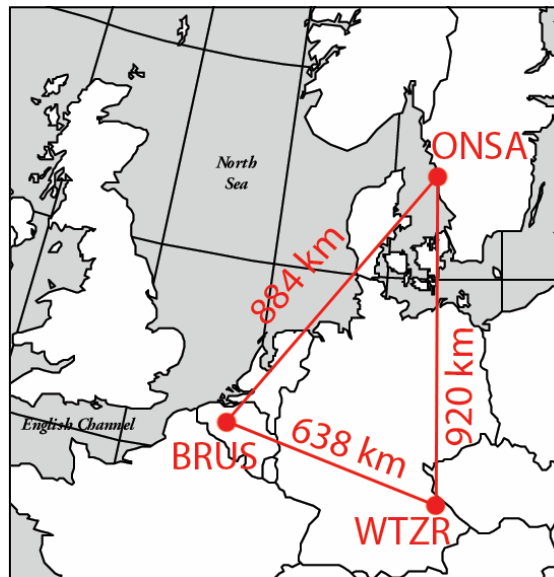 ONSA
North
Sea
884 km
920 km
English Channel
BRUS
638 km
WTZR